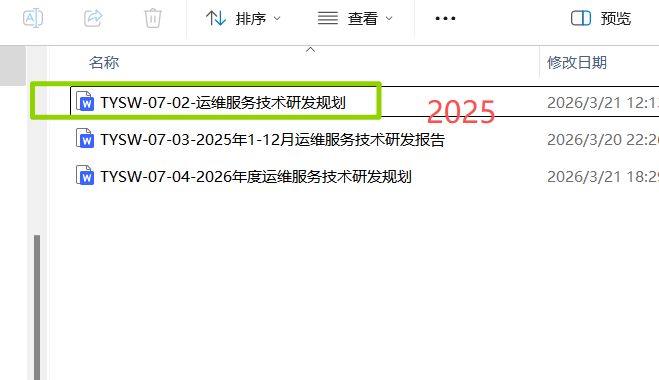 排序
查看
预览
名称
修改日期
TYSW-07-02-运维服务技术研发规划
2025
2026/3/21 12:1
TYSW-07-03-2025年1-12月运维服务技术研发报告
2026/3/20 22:26
TYSW-07-04-2026年度运维服务技术研发规划
2026/3/21 18:29